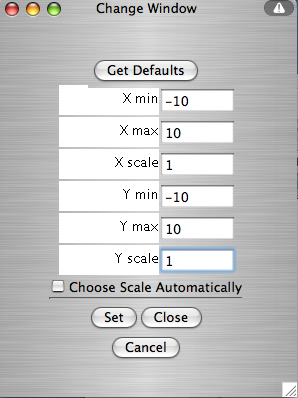 Change Window
Get Defaults
X min -10
X max 10
X scale 1
Y min -10
Y max 10
Y scale 1
Choose Scale Automatically
Set Close
Cancel